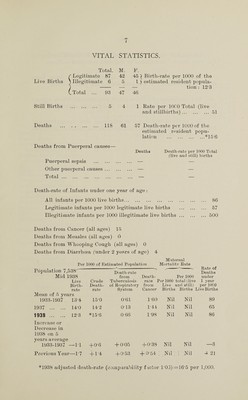 7
VITAL STATISTICS.
Total. M. F.
Live Births { Legitimate 87 42 45 } Birth-rate per 1000 of the
Illegitimate 6 5 1 } estimated resident popula-
Total ... 93 47 46 tion : 12·3
Still Births ... 5 4 1 Rate per 1000 Total (live
and stillbirths) ... 51
Deaths ... 118 61 57 Death-rate per 1000 of the
estimated resident popu-
lation ... *15·6
Deaths from Puerperal causes—
Deaths Death-rate per 1000 Total
(live and still) births
Puerperal sepsis ... — —
Other puerperal causes ... — —
Total ... — —
Death-rate of Infants under one year of age:
All infants per 1000 live births ... 86
Legitimate infants per 1000 legitimate live births ... 57
Illegitimate infants per 1000 illegitimate live births ... 500
Deaths from Cancer (all ages) 15
Deaths from Measles (all ages) 0
Deaths from Whooping Cough (all ages) 0
Deaths from Diarrhœa (under 2 years of age) 4
Per 1000 of Estimated Population Maternal Mortality Rate
Population 7,539 Mid 1938
Live Birth-rate Crude Death-rate Death-rate from Tuberculosis of Respiratory System Death-rate from Cancer Per 1000 Live Births Per 1000 total (live and still) Births Rate of Deaths under 1 year per 1000 Live Births
Mean of 5 years
1933-1937 13·4 15·0 0·61 1·60 Nil Nil 89
1937 ... 14·0 14·2 0·13 1·44 Nil Nil 65
1938 ... 12·3 *15·6 0·66 1·98 Nil Nil 86
Increase or
Decrease in
1938 on 5
years average
1933-1937 —1·1 +0·6 +0·05 +0·38 Nil Nil —3
Previous Year—1·7 +1·4 +0·53 +0·54 Nil Nil + 21
*1938 adjusted death-rate (comparability factor 1·05)=16·5 per 1,000.